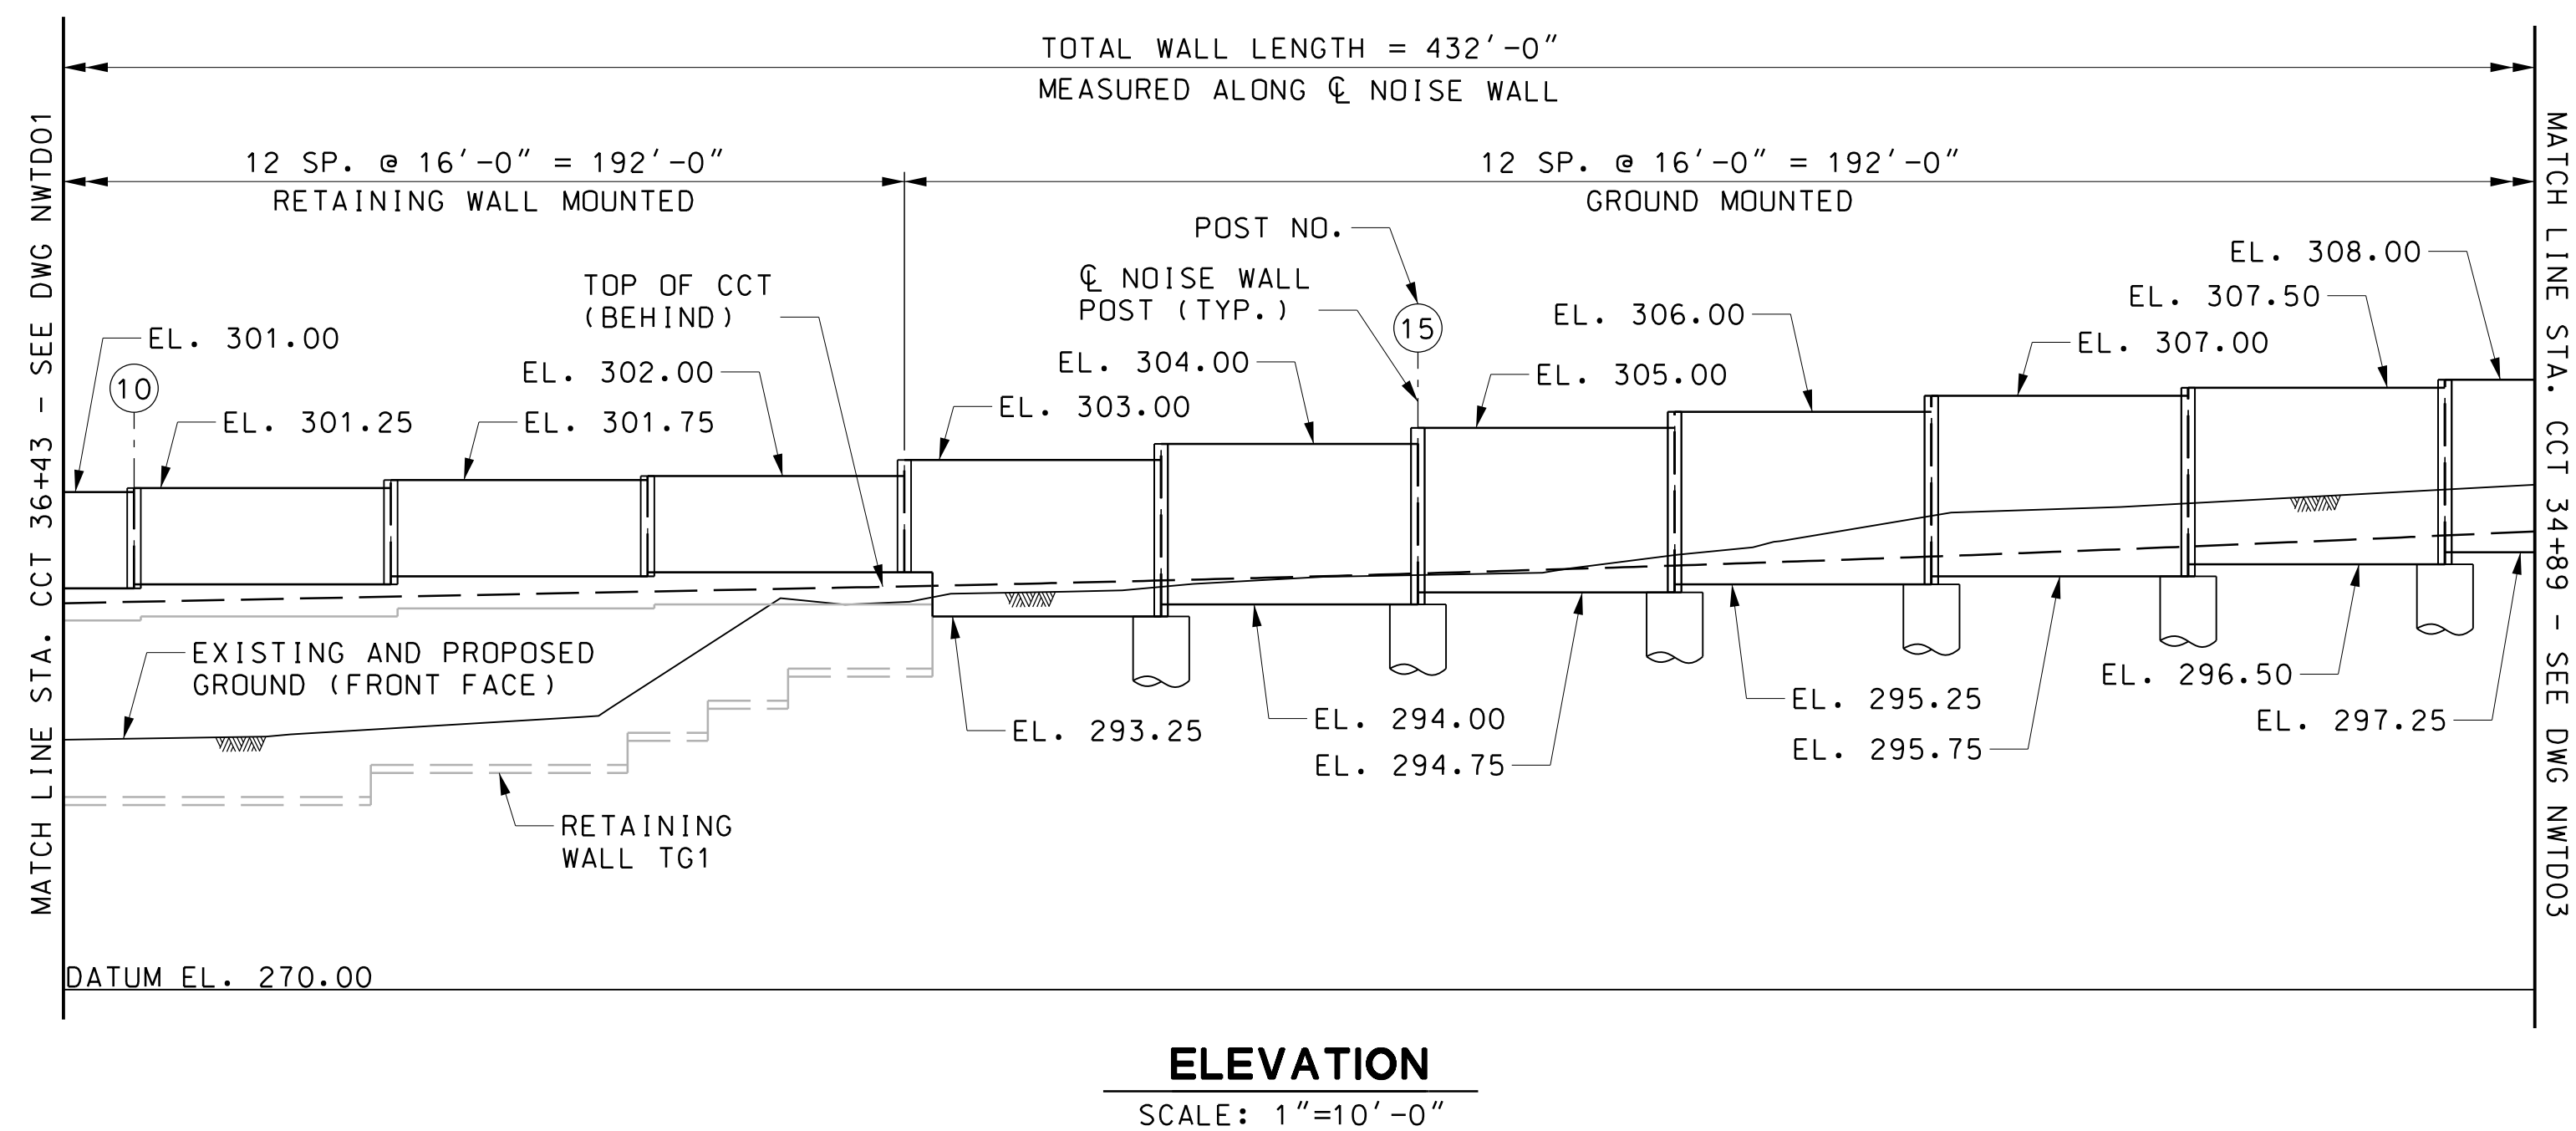 TOTAL WALL LENGTH = 432'-0"
MEASURED ALONG ℄ NOISE WALL
12 SP. @ 16'-0" = 192'-0"
RETAINING WALL MOUNTED
12 SP. @ 16'-0" = 192'-0"
GROUND MOUNTED
MATCH LINE STA. CCT 36+43 - SEE DWG NWTD01
MATCH LINE STA. CCT 34+89 - SEE DWG NWTD03
POST NO.
℄ NOISE WALL
POST (TYP.)
15
TOP OF CCT
(BEHIND)
EL. 301.00
10
EL. 301.25
EL. 302.00
EL. 301.75
EL. 304.00
EL. 303.00
EL. 306.00
EL. 305.00
EL. 308.00
EL. 307.50
EL. 307.00
EXISTING AND PROPOSED
GROUND (FRONT FACE)
RETAINING
WALL TG1
EL. 293.25
EL. 294.00
EL. 294.75
EL. 295.25
EL. 295.75
EL. 296.50
EL. 297.25
DATUM EL. 270.00
ELEVATION
SCALE: 1"=10'-0"